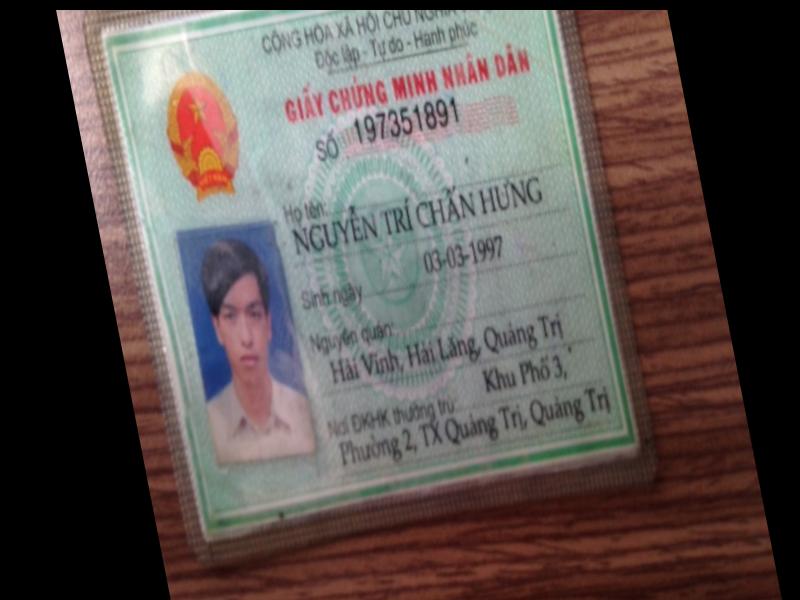 CỘNG HÒA XÃ HỘI CHỦ NGHĨA
Độc lập - Tự do - Hạnh phúc
GIẤY CHỨNG MINH NHÂN DÂN
SỐ 197351891
Họ tên:
NGUYỄN TRÍ CHẤN HƯNG
Sinh ngày 03-03-1997
Nguyên quán:
Hải Vĩnh, Hải Lăng, Quảng Trị
Nơi ĐKHK thường trú Khu Phố 3,
Phường 2, TX Quảng Trị, Quảng Trị